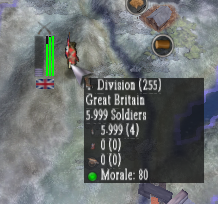 Division (255)
Great Britain
5-999 Soldiers
5-999 (4)
0 (0)
0 (0)
Morale: 80